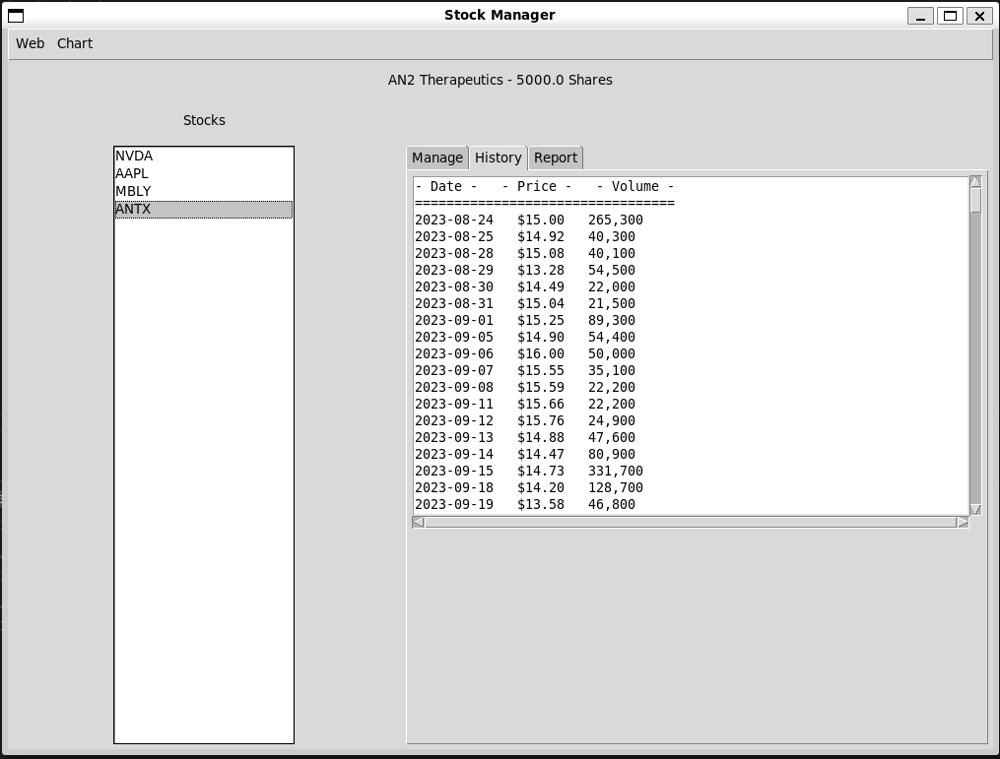 Stock Manager
Web Chart
AN2 Therapeutics - 5000.0 Shares
Stocks
NVDA
AAPL
MBLY
ANTX
Manage History Report
- Date -   - Price -   - Volume -
=================================
2023-08-24   $15.00   265,300
2023-08-25   $14.92   40,300
2023-08-28   $15.08   40,100
2023-08-29   $13.28   54,500
2023-08-30   $14.49   22,000
2023-08-31   $15.04   21,500
2023-09-01   $15.25   89,300
2023-09-05   $14.90   54,400
2023-09-06   $16.00   50,000
2023-09-07   $15.55   35,100
2023-09-08   $15.59   22,200
2023-09-11   $15.66   22,200
2023-09-12   $15.76   24,900
2023-09-13   $14.88   47,600
2023-09-14   $14.47   80,900
2023-09-15   $14.73   331,700
2023-09-18   $14.20   128,700
2023-09-19   $13.58   46,800